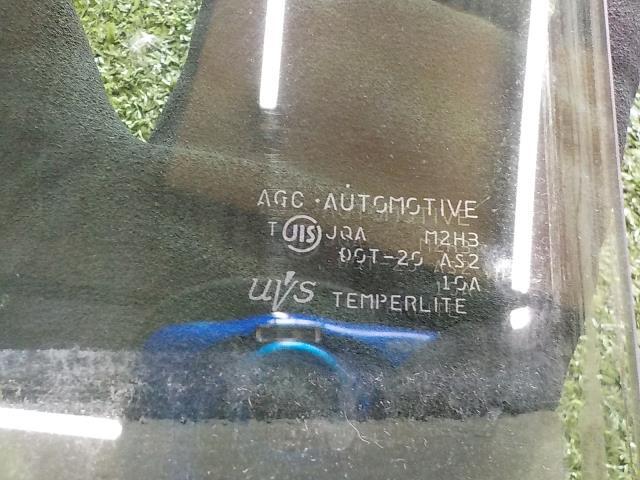 AGC AUTOMOTIVE
T JIS JQA M2H3
DOT-20 AS2
10A
UVS TEMPERLITE